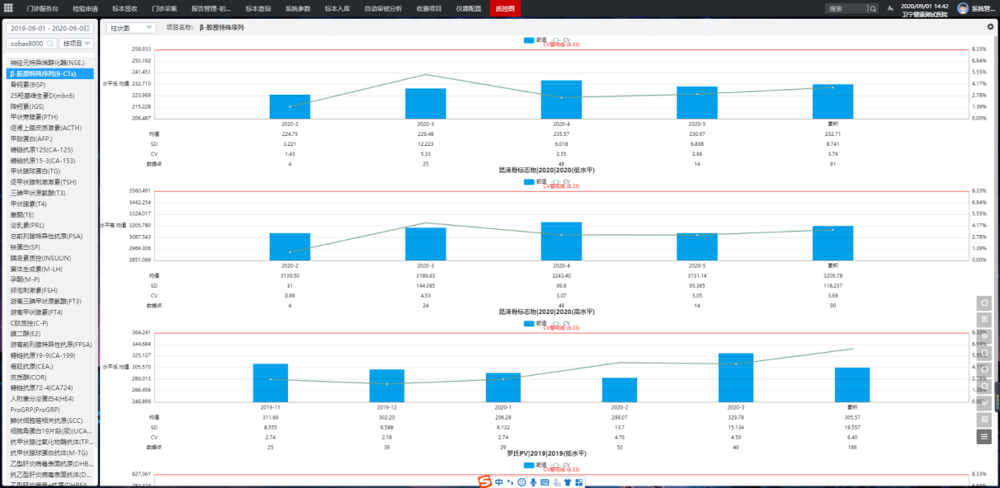 门诊服务台 检验申请 标本签收 门诊采集 报告管理-初... 标本查询 系统参数 标本入库 自动审核分析 收费项目 仪器配置 质控图 搜索 2020/09/01 14:42 系统管...
卫宁健康测试医院
2019-09-01 - 2020-09-0
cobas8000 按项目
柱状图 项目名称: β-胶原特殊序列
神经元特异烯醇化酶(NSE.)
β-胶原特殊序列(B-CTx)
骨钙素(BGP)
25羟基维生素D(mbc6)
降钙素(JGS)
甲状旁腺素(PTH)
促肾上腺皮质激素(ACTH)
甲胎蛋白(AFP.)
糖链抗原125(CA-125)
糖链抗原15-3(CA-153)
甲状腺球蛋白(TG)
促甲状腺刺激激素(TSH)
三碘甲状原氨酸(T3)
甲状腺素(T4)
睾酮(TE)
泌乳素(PRL)
总前列腺特异性抗原(PSA)
铁蛋白(SF)
胰岛素质控(INSULIN)
黄体生成素(M-LH)
孕酮(M-P)
卵泡刺激素(FSH)
游离三碘甲状原氨酸(FT3)
游离甲状腺素(FT4)
C肽质控(C-P)
雌二醇(E2)
游离前列腺特异性抗原(FPSA)
糖链抗原19-9(CA-199)
癌胚抗原(CEA.)
皮质醇(COR)
糖链抗原72-4(CA724)
人附睾分泌蛋白4(HE4)
ProGRP(ProGRP)
鳞状细胞癌相关抗原(SCC)
细胞角蛋白19片段(尿)(UCA...
抗甲状腺过氧化物酶抗体(TP...
抗甲状腺球蛋白抗体(M-TG)
乙型肝炎病毒表面抗原(DHB...
抗乙型肝炎病毒表面抗体(D...
乙型肝炎病毒e抗原(DHBEA
靶值 CV
CV警戒线 (8.33)
258.933 8.33%
250.192 6.94%
241.451 5.55%
水平低 均值 232.710 4.17%
223.969 2.78%
215.228 1.39%
206.487 0.00%
2020-2 2020-3 2020-4 2020-5 累积
均值 224.75 229.48 235.57 230.97 232.71
SD 3.221 12.223 6.018 6.838 8.741
CV 1.43 5.33 2.55 2.96 3.76
数据点 4 25 48 14 91
昆涞骨标志物|2020|2020(低水平)
靶值 CV
CV警戒线 (8.33)
3560.491 8.33%
3442.254 6.94%
3324.017 5.55%
水平高 均值 3205.780 4.17%
3087.543 2.78%
2969.306 1.39%
2851.069 0.00%
2020-2 2020-3 2020-4 2020-5 累积
均值 3130.50 3186.63 3243.40 3131.14 3205.78
SD 31 144.385 99.6 95.365 118.237
CV 0.99 4.53 3.07 3.05 3.69
数据点 4 24 48 14 90
昆涞骨标志物|2020|2020(高水平)
靶值 CV
CV警戒线 (8.33)
364.241 8.33%
344.684 6.94%
325.127 5.55%
水平低 均值 305.570 4.17%
286.013 2.78%
266.456 1.39%
246.899 0.00%
2019-11 2019-12 2020-1 2020-2 2020-3 累积
均值 311.68 302.20 296.28 288.07 329.78 305.57
SD 8.555 6.588 8.132 13.7 15.134 19.557
CV 2.74 2.18 2.74 4.76 4.59 6.40
数据点 25 36 29 50 46 186
罗氏PV|2019|2019(低水平)
靶值 CV
CV警戒线 (8.33)
827.061 8.33%
中